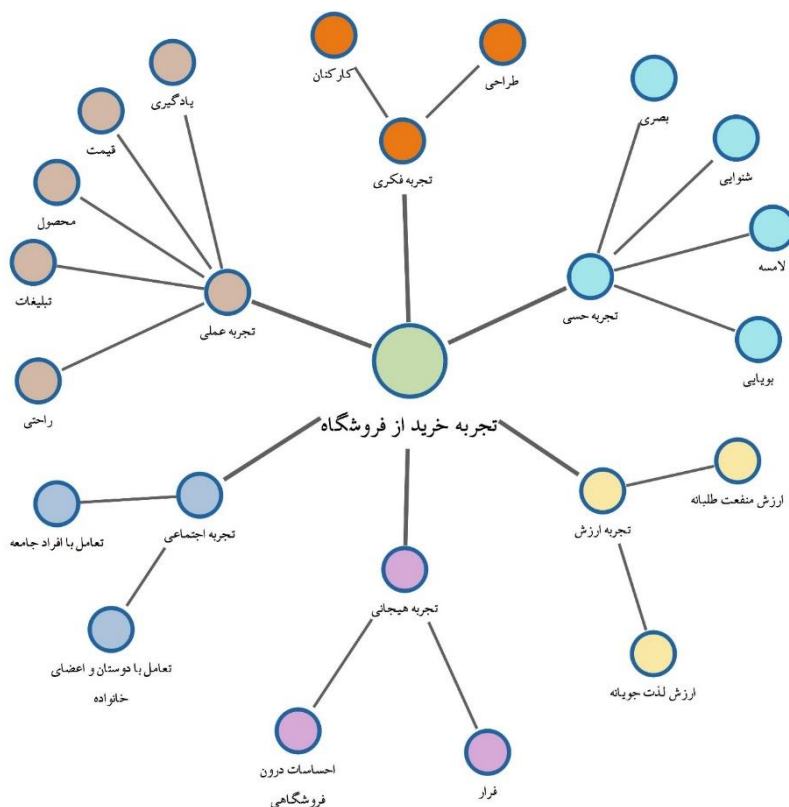 کارکنان
طراحی
تجربه فکری
بصری
شنوایی
لامسه
بویایی
تجربه حسی
یادگیری
قیمت
محصول
تبلیغات
راحتی
تجربه عملی
تجربه خرید از فروشگاه
ارزش منفعت طلبانه
تجربه ارزش
ارزش لذت جویانه
تجربه اجتماعی
تعامل با افراد جامعه
تعامل با دوستان و اعضای
خانواده
تجربه هیجانی
احساسات درون
فروشگاهی
فرار